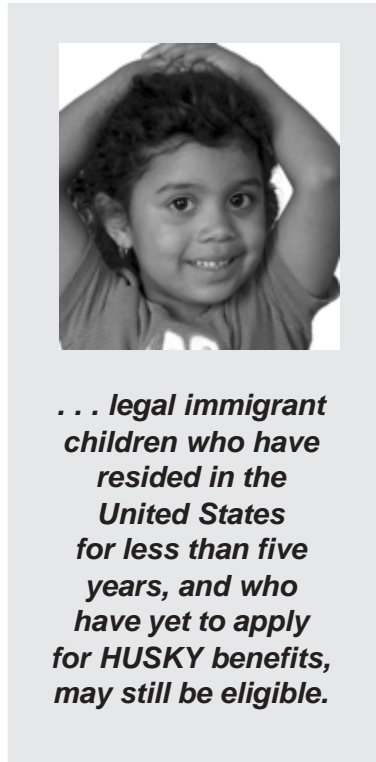 . . . legal immigrant
children who have
resided in the
United States
for less than five
years, and who
have yet to apply
for HUSKY benefits,
may still be eligible.